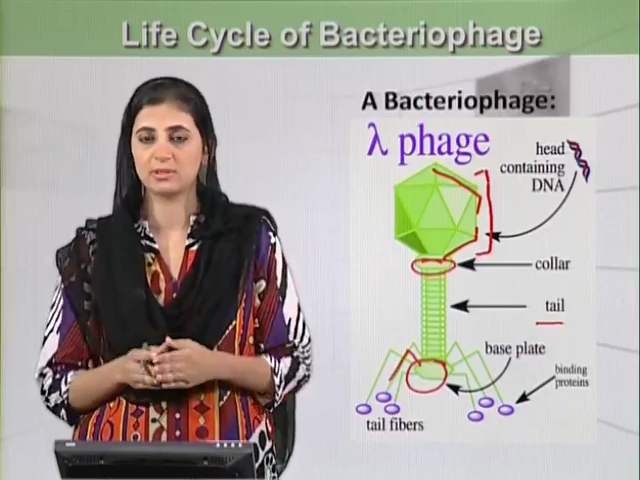 Life Cycle of Bacteriophage
A Bacteriophage:
λ phage
head
containing
DNA
collar
tail
base plate
binding
proteins
tail fibers